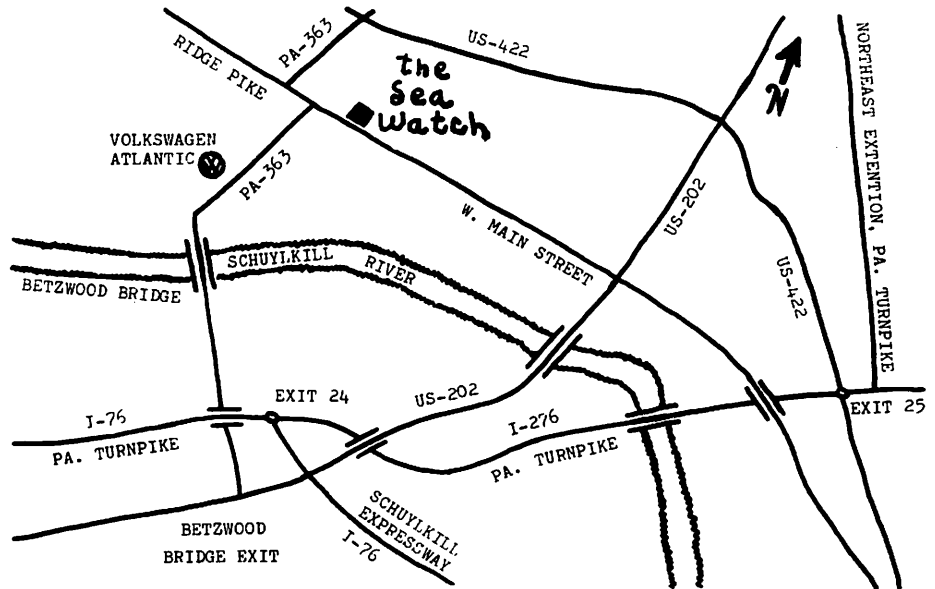 PA-363
US-422
RIDGE PIKE
the
Sea
Watch
N
NORTHEAST EXTENTION, PA. TURNPIKE
VOLKSWAGEN
ATLANTIC
PA-363
W. MAIN STREET
US-202
SCHUYLKILL
RIVER
BETZWOOD BRIDGE
US-422
EXIT 24
US-202
EXIT 25
I-76
PA. TURNPIKE
I-276
PA. TURNPIKE
SCHUYLKILL
EXPRESSWAY
I-76
BETZWOOD
BRIDGE EXIT